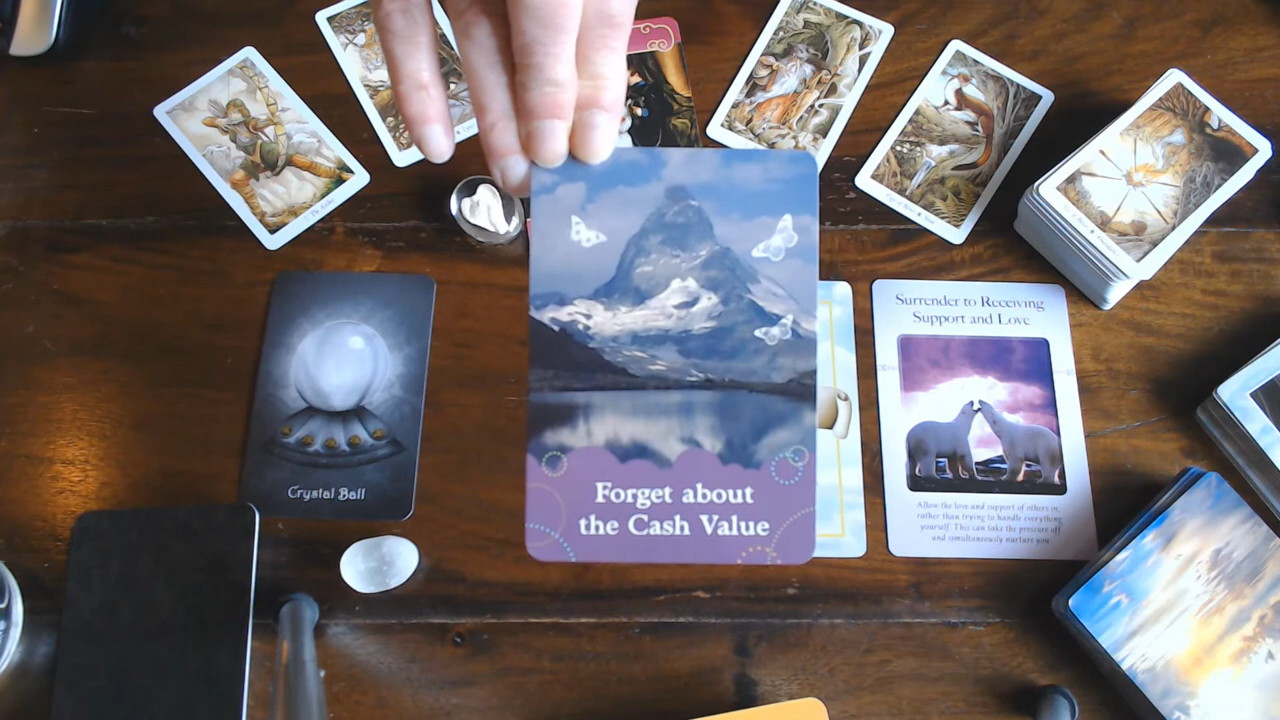 The Archer
Surrender to Receiving
Support and Love
Crystal Ball
Forget about
the Cash Value
Allow the love and support of others in,
rather than trying to handle everything
yourself. This can take the pressure off
and simultaneously nurture you.